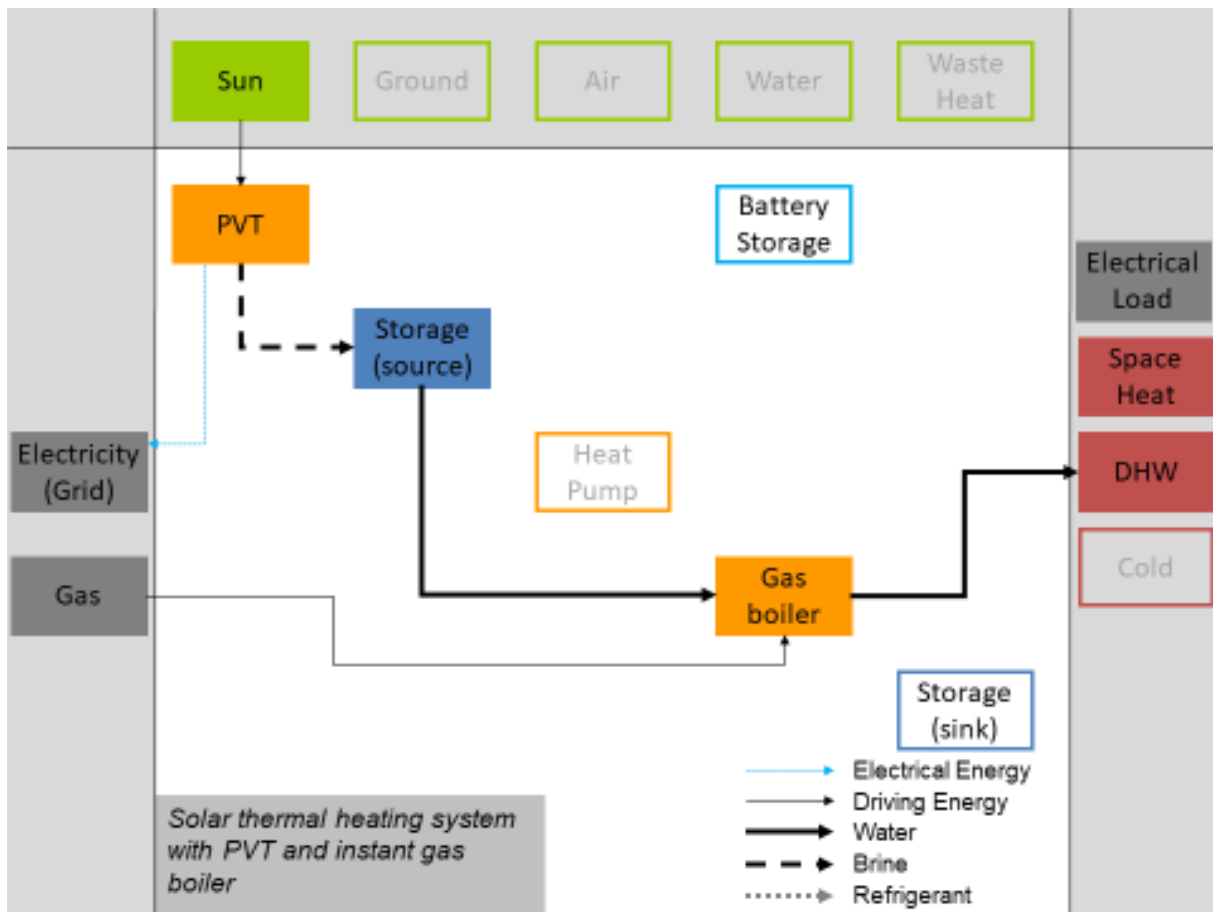 Sun
Ground
Air
Water
Waste
Heat
PVT
Battery
Storage
Electrical
Load
Storage
(source)
Space
Heat
Electricity
(Grid)
Heat
Pump
DHW
Gas
Gas
boiler
Cold
Storage
(sink)
Electrical Energy
Driving Energy
Water
Brine
Refrigerant
Solar thermal heating system
with PVT and instant gas
boiler